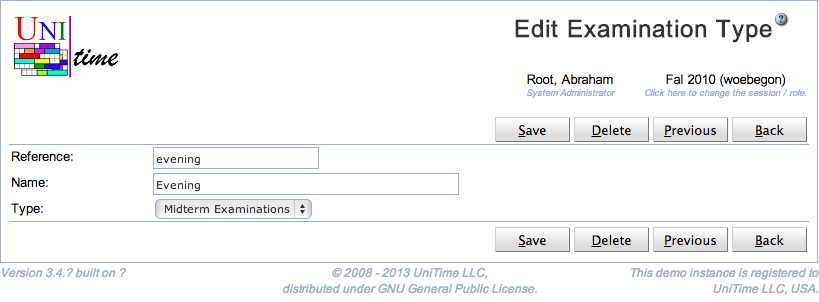 UNI
time
Edit Examination Type ?
Root, Abraham
Fal 2010 (woebegon)
System Administrator
Click here to change the session / role.
Save Delete Previous Back
Reference: evening
Name: Evening
Type: Midterm Examinations
Save Delete Previous Back
Version 3.4.? built on ?
© 2008 - 2013 UniTime LLC,
distributed under GNU General Public License.
This demo instance is registered to
UniTime LLC, USA.